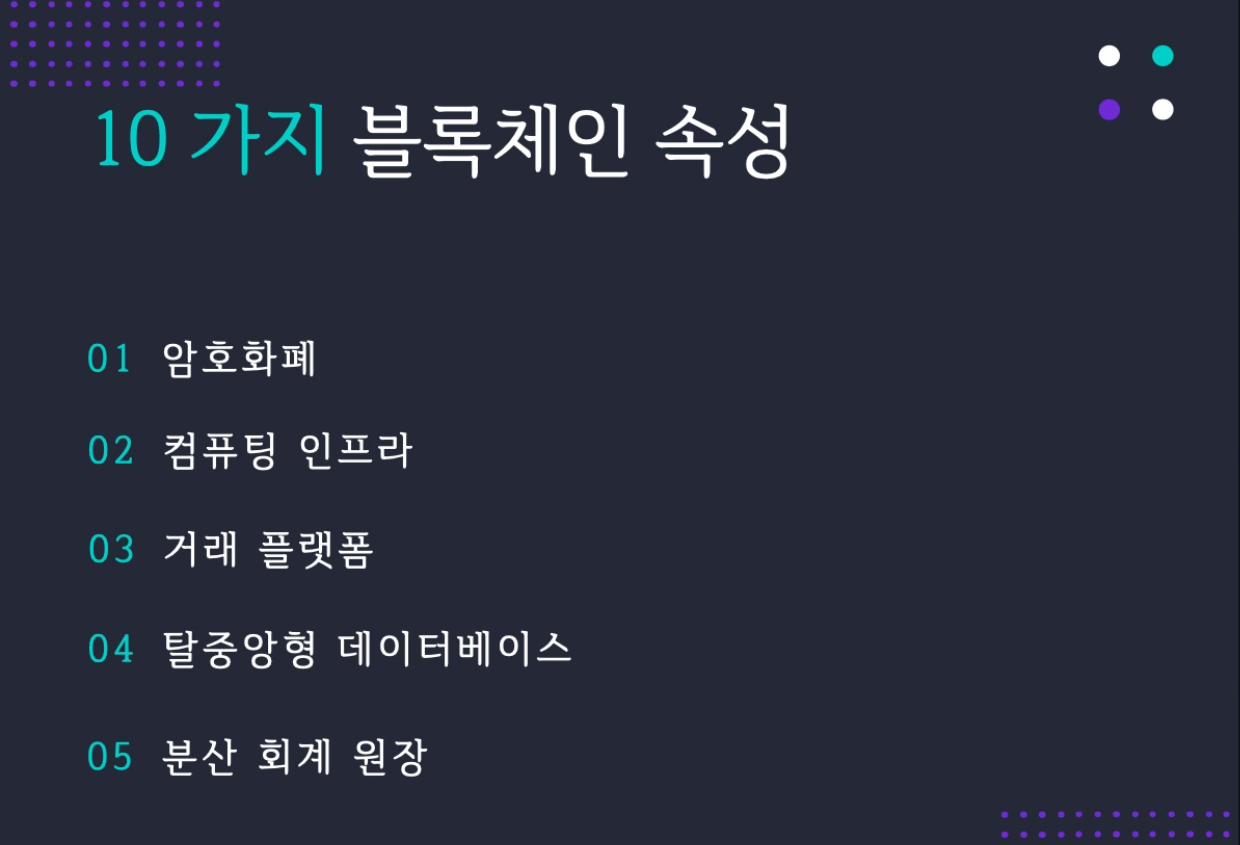 10 가지 블록체인 속성
01 암호화폐
02 컴퓨팅 인프라
03 거래 플랫폼
04 탈중앙형 데이터베이스
05 분산 회계 원장